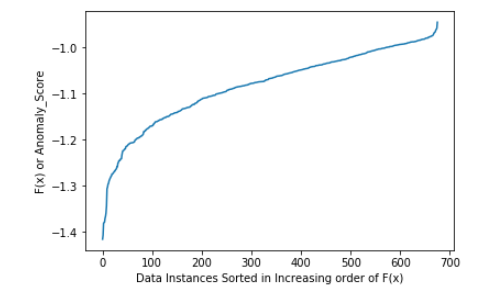 F(x) or Anomaly_Score
−1.0
−1.1
−1.2
−1.3
−1.4
0 100 200 300 400 500 600 700
Data Instances Sorted in Increasing order of F(x)